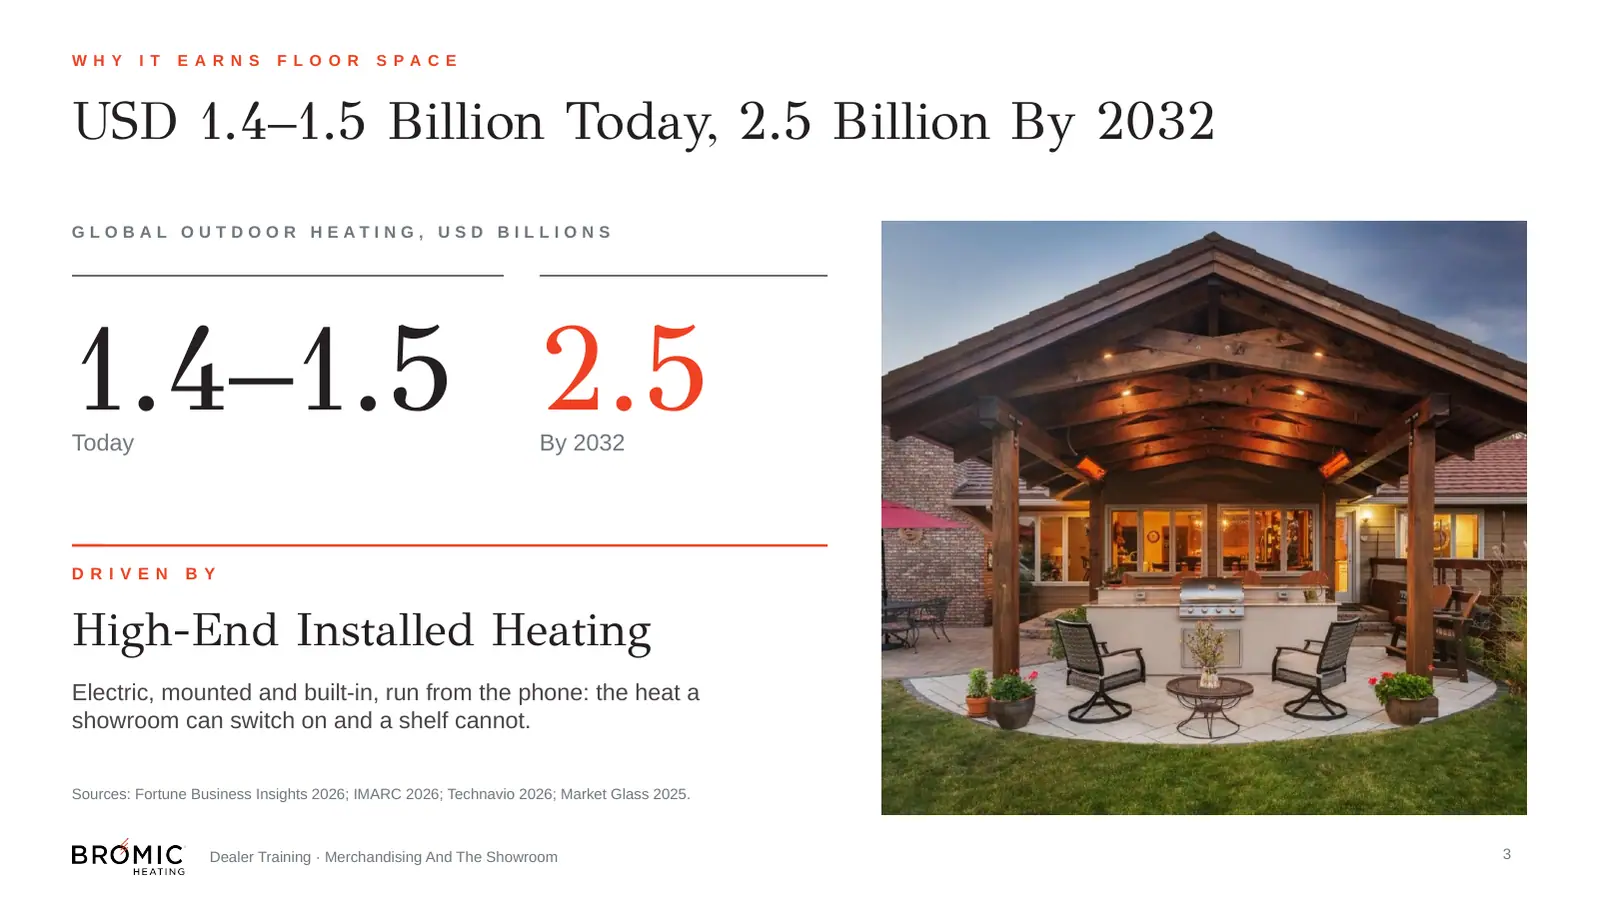 WHY IT EARNS FLOOR SPACE
USD 1.4–1.5 Billion Today, 2.5 Billion By 2032
GLOBAL OUTDOOR HEATING, USD BILLIONS
1.4–1.5
2.5
Today
By 2032
DRIVEN BY
High-End Installed Heating
Electric, mounted and built-in, run from the phone: the heat a
showroom can switch on and a shelf cannot.
Sources: Fortune Business Insights 2026; IMARC 2026; Technavio 2026; Market Glass 2025.
BROMIC
HEATING
Dealer Training · Merchandising And The Showroom
3